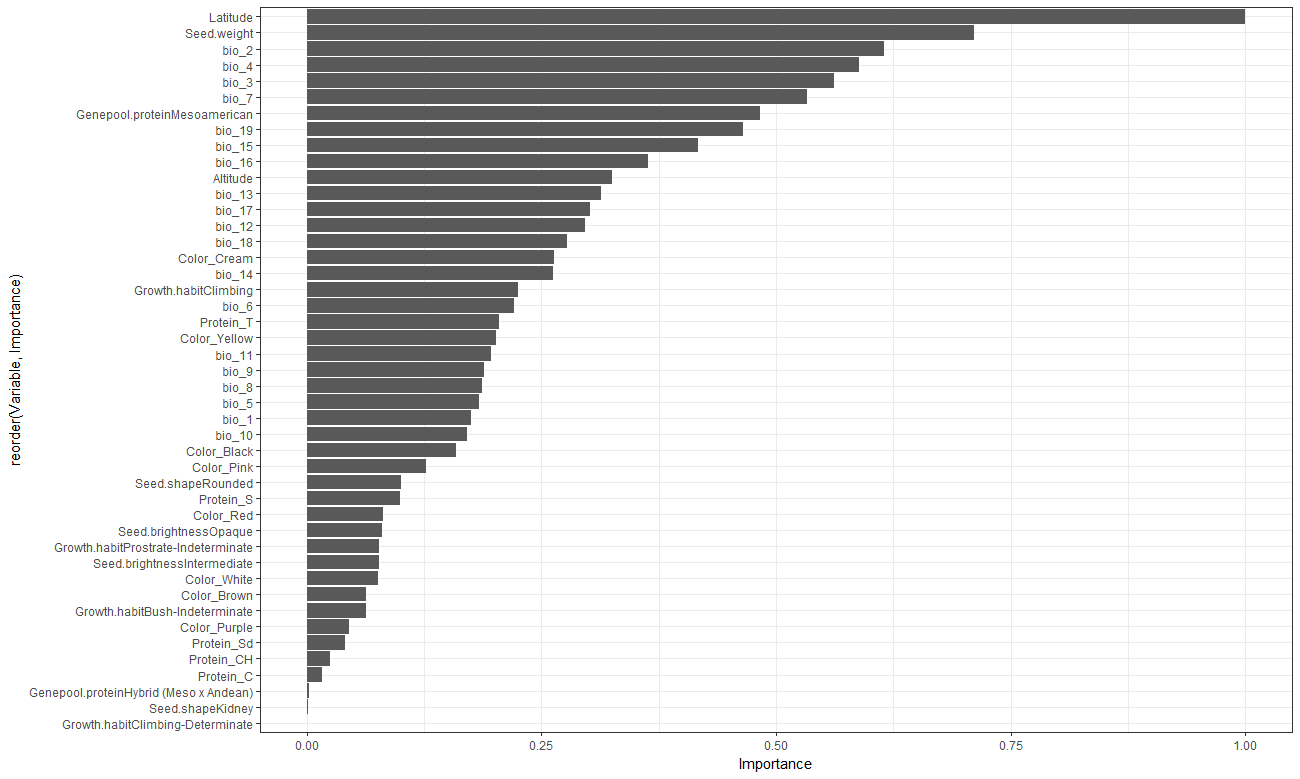 Latitude
Seed.weight
bio_2
bio_4
bio_3
bio_7
Genepool.proteinMesoamerican
bio_19
bio_15
bio_16
Altitude
bio_13
bio_17
bio_12
bio_18
Color_Cream
bio_14
Growth.habitClimbing
bio_6
Protein_T
Color_Yellow
bio_11
bio_9
bio_8
bio_5
bio_1
bio_10
Color_Black
Color_Pink
Seed.shapeRounded
Protein_S
Color_Red
Seed.brightnessOpaque
Growth.habitProstrate-Indeterminate
Seed.brightnessIntermediate
Color_White
Color_Brown
Growth.habitBush-Indeterminate
Color_Purple
Protein_Sd
Protein_CH
Protein_C
Genepool.proteinHybrid (Meso x Andean)
Seed.shapeKidney
Growth.habitClimbing-Determinate
reorder(Variable, Importance)
0.00 0.25 0.50 0.75 1.00
Importance